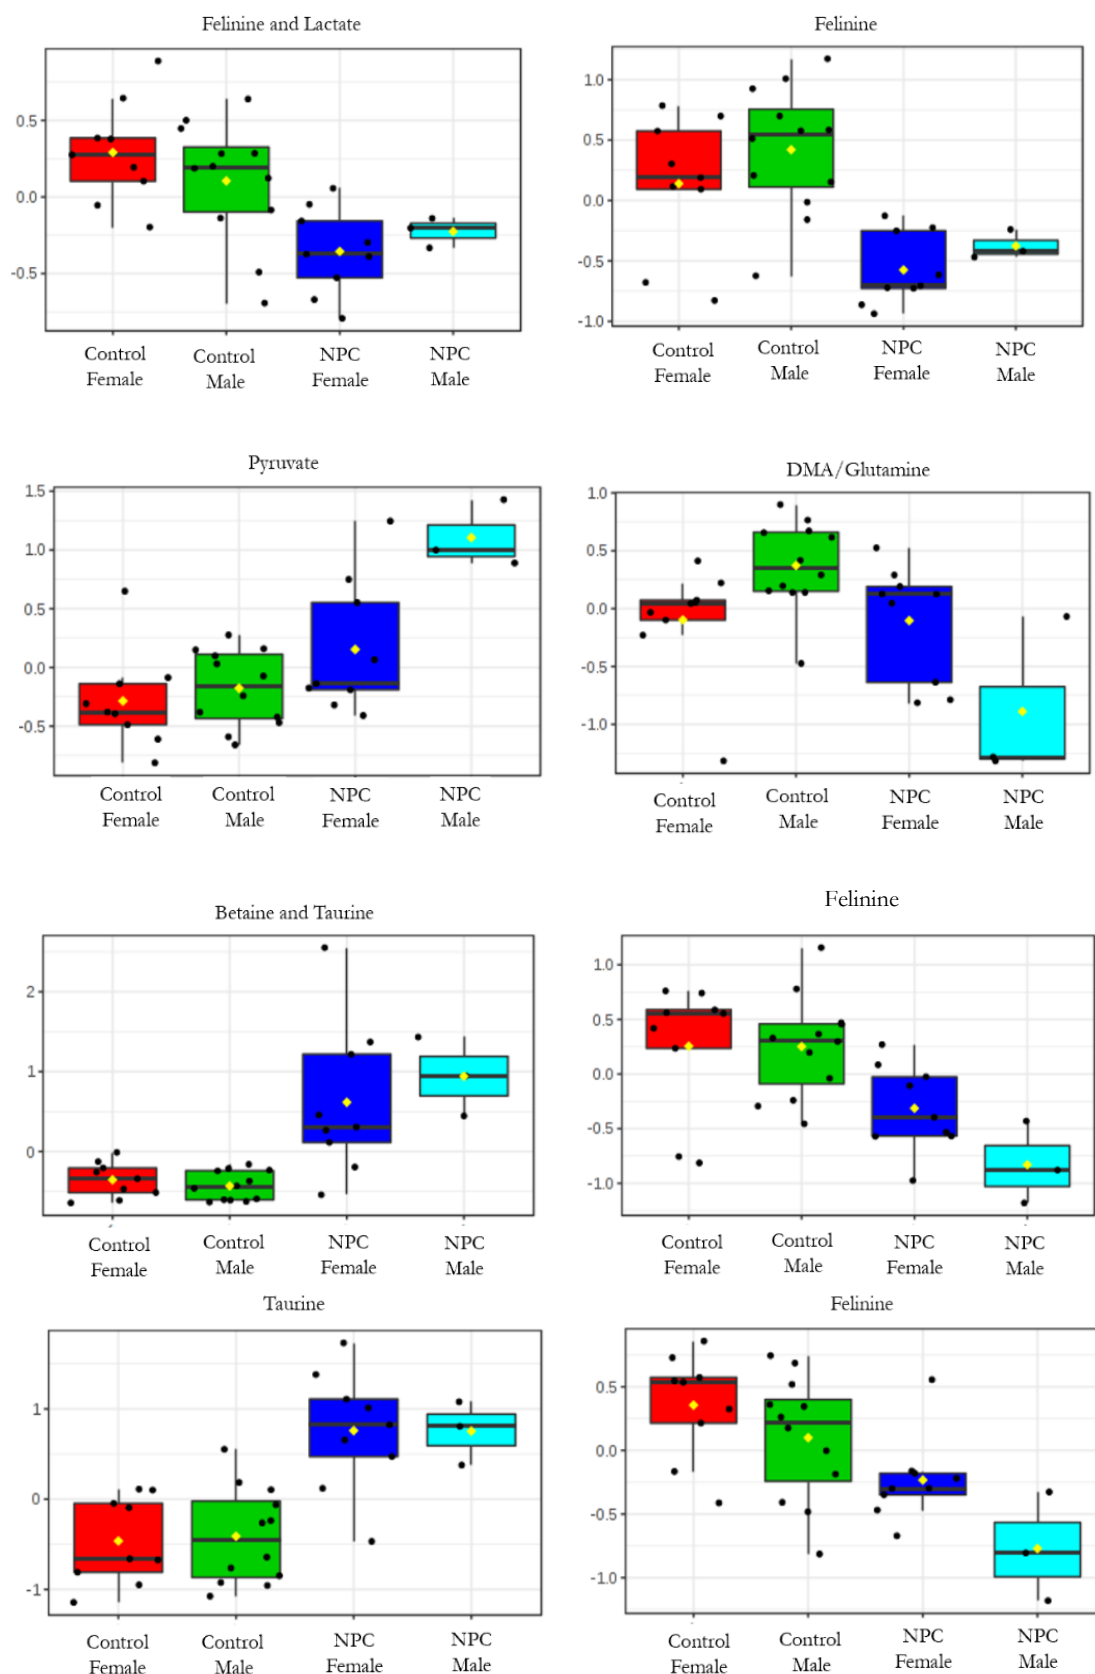 Felinine and Lactate
0.5
0.0
-0.5
Control
Female
Control
Male
NPC
Female
NPC
Male
Felinine
1.0
0.5
0.0
-0.5
-1.0
Control
Female
Control
Male
NPC
Female
NPC
Male
Pyruvate
1.5
1.0
0.5
0.0
-0.5
Control
Female
Control
Male
NPC
Female
NPC
Male
DMA/Glutamine
1.0
0.5
0.0
-0.5
-1.0
Control
Female
Control
Male
NPC
Female
NPC
Male
Betaine and Taurine
2
1
0
Control
Female
Control
Male
NPC
Female
NPC
Male
Felinine
1.0
0.5
0.0
-0.5
-1.0
Control
Female
Control
Male
NPC
Female
NPC
Male
Taurine
1
0
-1
Control
Female
Control
Male
NPC
Female
NPC
Male
Felinine
0.5
0.0
-0.5
-1.0
Control
Female
Control
Male
NPC
Female
NPC
Male